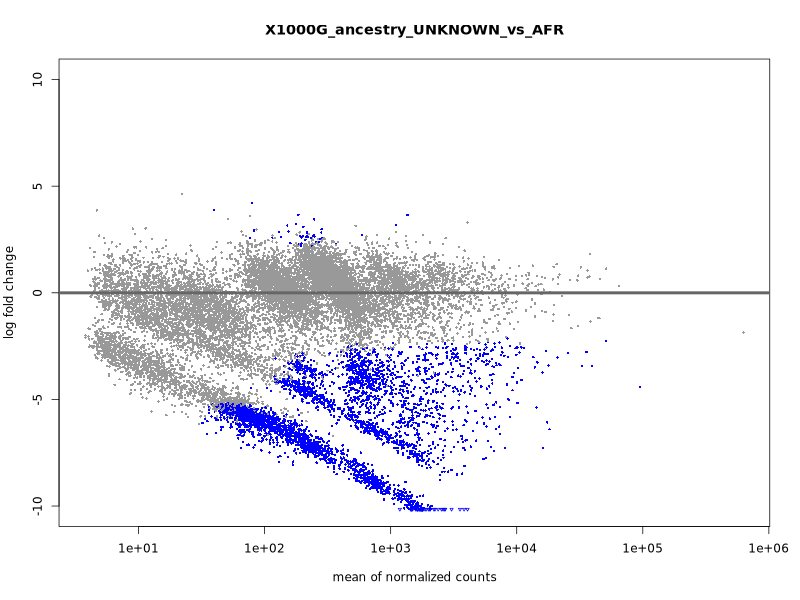 X1000G_ancestry_UNKNOWN_vs_AFR
10
5
0
-5
-10
log fold change
1e+01 1e+02 1e+03 1e+04 1e+05 1e+06
mean of normalized counts